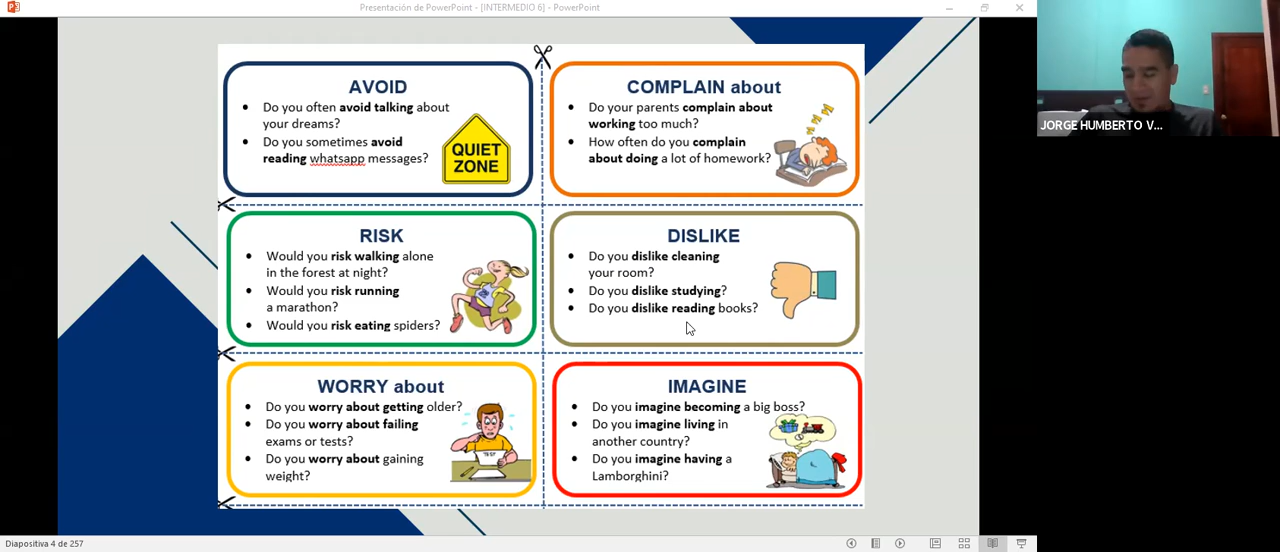 Presentación de PowerPoint - [INTERMEDIO 6] - PowerPoint
JORGE HUMBERTO V...
AVOID
• Do you often avoid talking about
your dreams?
• Do you sometimes avoid
reading whatsapp messages?
QUIET
ZONE
COMPLAIN about
• Do your parents complain about
working too much?
• How often do you complain
about doing a lot of homework?
RISK
• Would you risk walking alone
in the forest at night?
• Would you risk running
a marathon?
• Would you risk eating spiders?
DISLIKE
• Do you dislike cleaning
your room?
• Do you dislike studying?
• Do you dislike reading books?
WORRY about
• Do you worry about getting older?
• Do you worry about failing
exams or tests?
• Do you worry about gaining
weight?
TEST
IMAGINE
• Do you imagine becoming a big boss?
• Do you imagine living in
another country?
• Do you imagine having a
Lamborghini?
Diapositiva 4 de 257